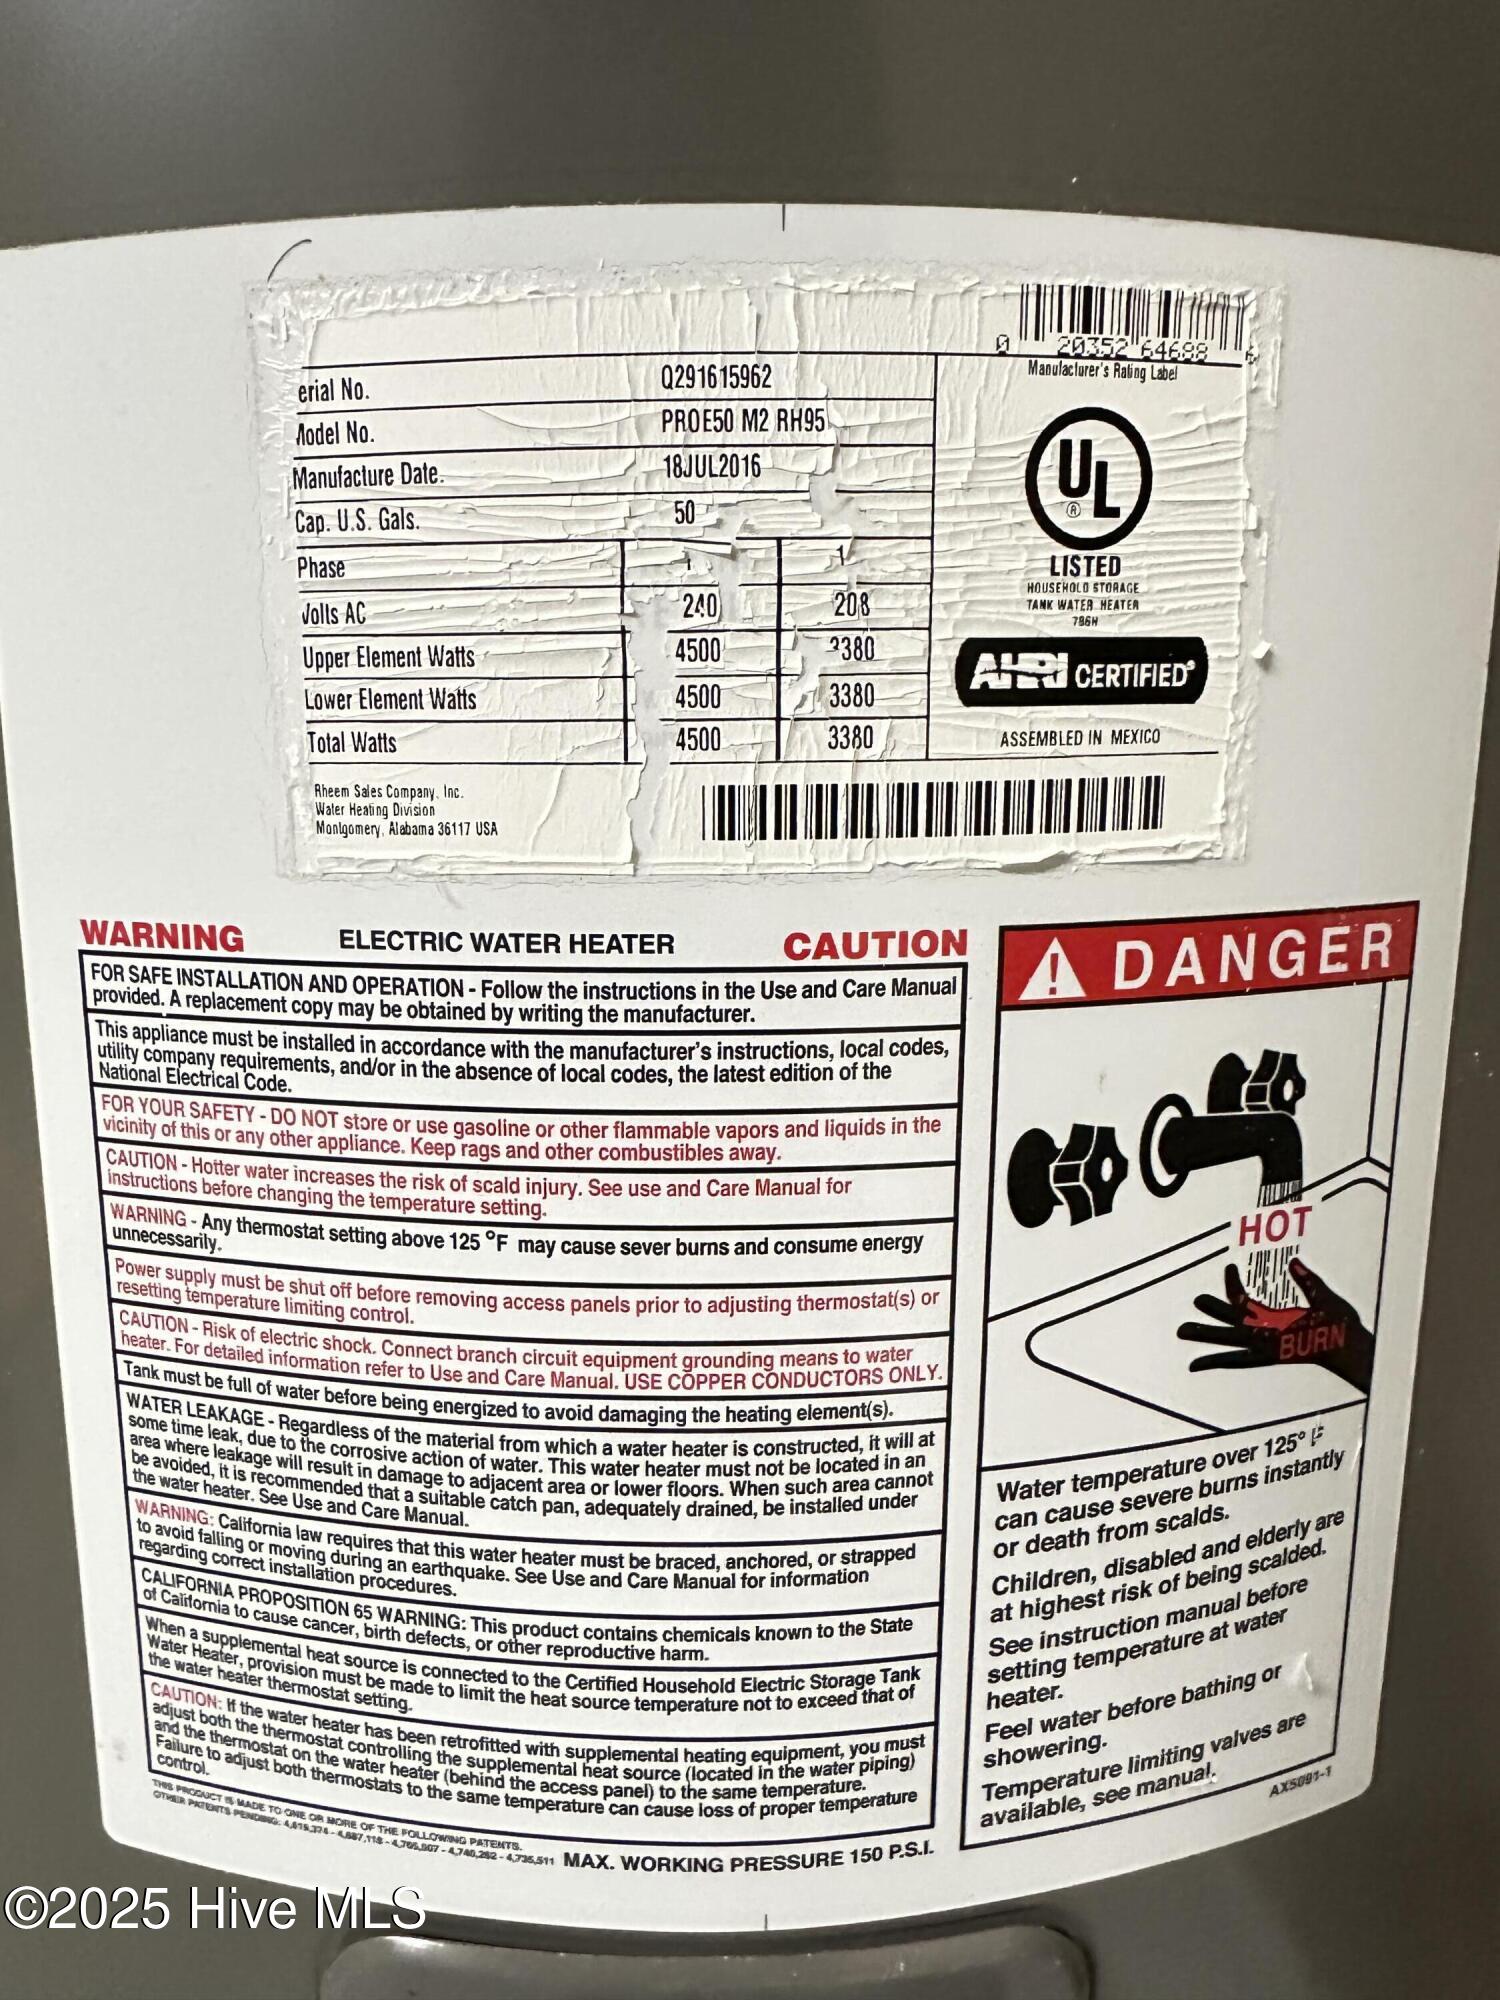 0 20352 64688
Manufacturer's Rating Label
erial No. Q291615962
Model No. PROE50 M2 RH95
Manufacture Date. 18JUL2016
Cap. U.S. Gals. 50
Phase 1
Volts AC 240 208
Upper Element Watts 4500 3380
Lower Element Watts 4500 3380
Total Watts 4500 3380
UL
®
LISTED
HOUSEHOLD STORAGE
TANK WATER HEATER
786H
AHRI CERTIFIED®
ASSEMBLED IN MEXICO
Rheem Sales Company, Inc.
Water Heating Division
Montgomery, Alabama 36117 USA
WARNING ELECTRIC WATER HEATER CAUTION
FOR SAFE INSTALLATION AND OPERATION - Follow the instructions in the Use and Care Manual
provided. A replacement copy may be obtained by writing the manufacturer.
This appliance must be installed in accordance with the manufacturer's instructions, local codes,
utility company requirements, and/or in the absence of local codes, the latest edition of the
National Electrical Code.
FOR YOUR SAFETY - DO NOT store or use gasoline or other flammable vapors and liquids in the
vicinity of this or any other appliance. Keep rags and other combustibles away.
CAUTION - Hotter water increases the risk of scald injury. See use and Care Manual for
instructions before changing the temperature setting.
WARNING - Any thermostat setting above 125 °F may cause sever burns and consume energy
unnecessarily.
Power supply must be shut off before removing access panels prior to adjusting thermostat(s) or
resetting temperature limiting control.
CAUTION - Risk of electric shock. Connect branch circuit equipment grounding means to water
heater. For detailed information refer to Use and Care Manual. USE COPPER CONDUCTORS ONLY.
Tank must be full of water before being energized to avoid damaging the heating element(s).
WATER LEAKAGE - Regardless of the material from which a water heater is constructed, it will at
some time leak, due to the corrosive action of water. This water heater must not be located in an
area where leakage will result in damage to adjacent area or lower floors. When such area cannot
be avoided, it is recommended that a suitable catch pan, adequately drained, be installed under
the water heater. See Use and Care Manual.
WARNING: California law requires that this water heater must be braced, anchored, or strapped
to avoid falling or moving during an earthquake. See Use and Care Manual for information
regarding correct installation procedures.
CALIFORNIA PROPOSITION 65 WARNING: This product contains chemicals known to the State
of California to cause cancer, birth defects, or other reproductive harm.
When a supplemental heat source is connected to the Certified Household Electric Storage Tank
Water Heater, provision must be made to limit the heat source temperature not to exceed that of
the water heater thermostat setting.
CAUTION: If the water heater has been retrofitted with supplemental heating equipment, you must
adjust both the thermostat controlling the supplemental heat source (located in the water piping)
and the thermostat on the water heater (behind the access panel) to the same temperature.
Failure to adjust both thermostats to the same temperature can cause loss of proper temperature
control.
THIS PRODUCT IS MADE TO ONE OR MORE OF THE FOLLOWING PATENTS.
OTHER PATENTS PENDING: 4,740,282 - 4,735,511 MAX. WORKING PRESSURE 150 P.S.I.
DANGER
HOT
BURN
Water temperature over 125° F
can cause severe burns instantly
or death from scalds.
Children, disabled and elderly are
at highest risk of being scalded.
See instruction manual before
setting temperature at water
heater.
Feel water before bathing or
showering.
Temperature limiting valves are
available, see manual.
AX5091-1
©2025 Hive MLS